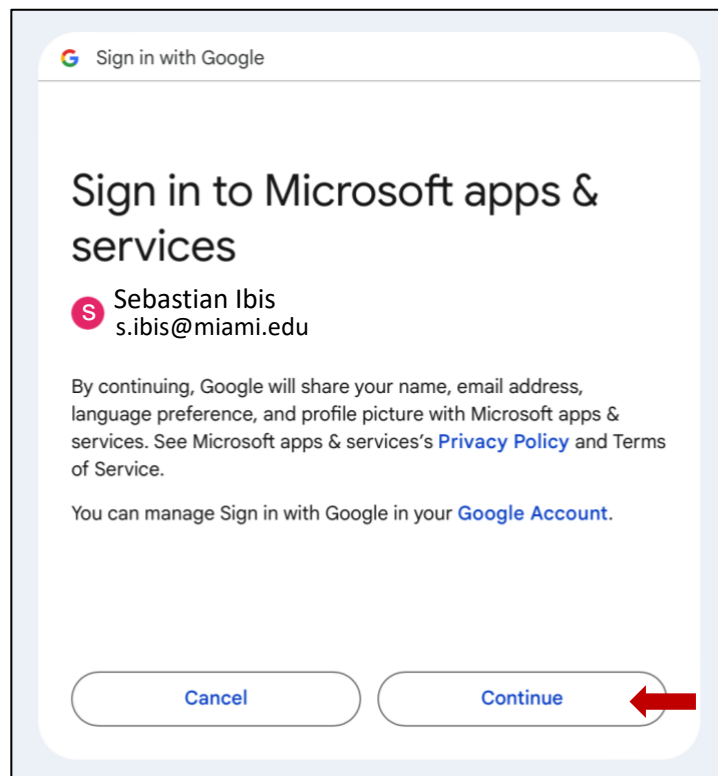 Sign in with Google
Sign in to Microsoft apps &
services
S
Sebastian Ibis
s.ibis@miami.edu
By continuing, Google will share your name, email address,
language preference, and profile picture with Microsoft apps &
services. See Microsoft apps & services’s Privacy Policy and Terms
of Service.
You can manage Sign in with Google in your Google Account.
Cancel
Continue